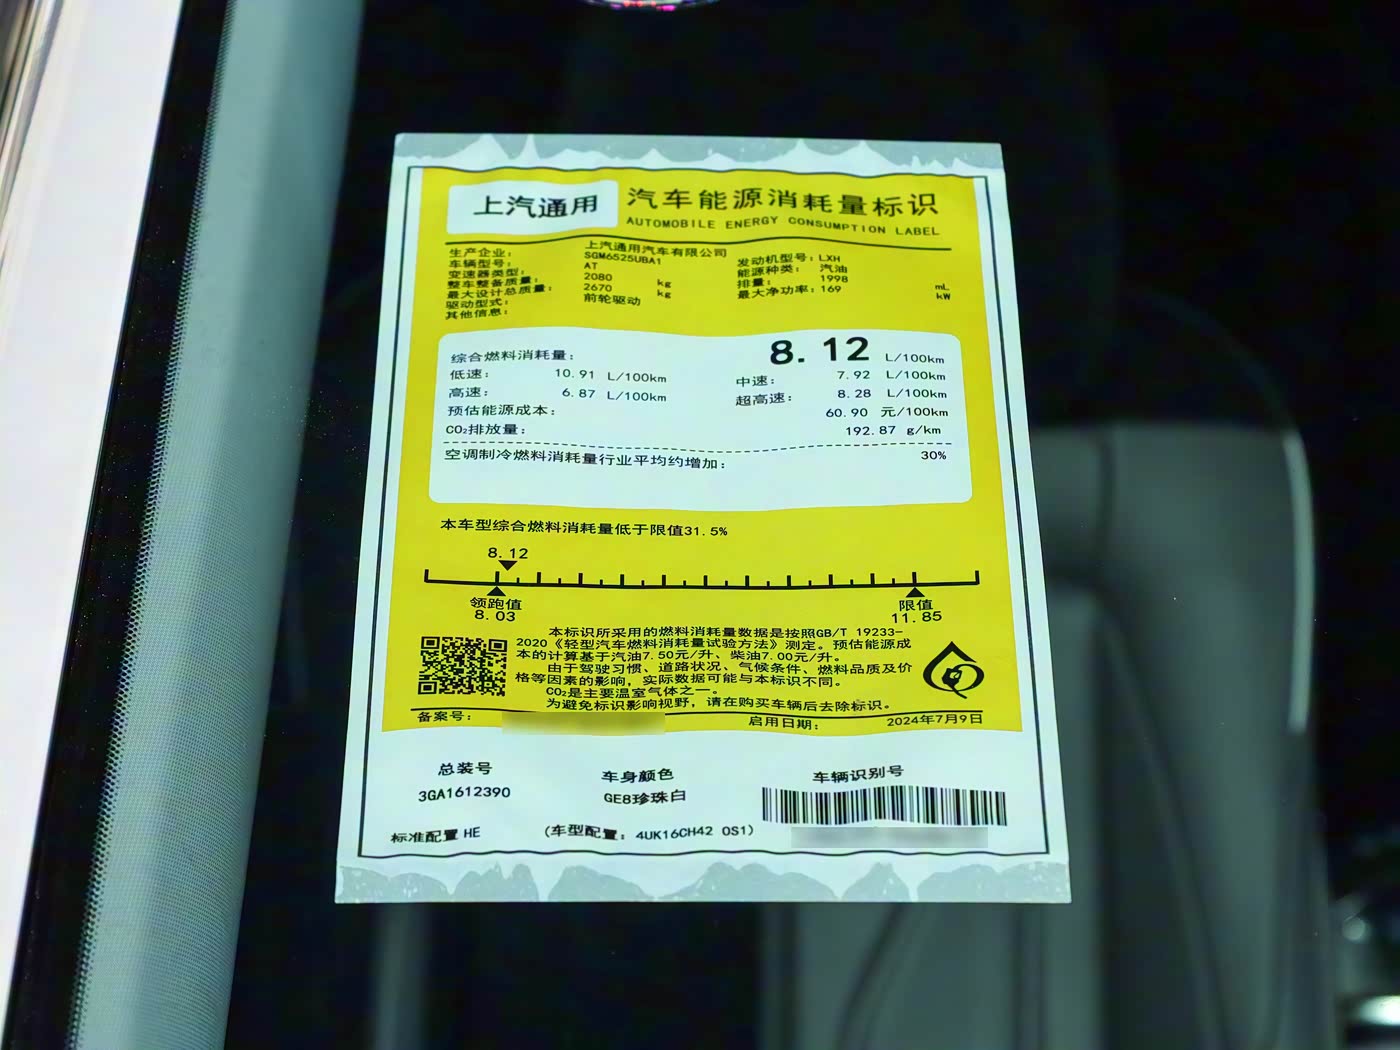 上汽通用
汽车能源消耗量标识
AUTOMOBILE ENERGY CONSUMPTION LABEL
生产企业： 上汽通用汽车有限公司
车辆型号： SGM6525UBA1 发动机型号：LXH
变速器类型： AT 能源种类： 汽油
整车整备质量： 2080 kg 排量： 1998 mL
最大设计总质量： 2670 kg 最大净功率：169 kW
驱动型式： 前轮驱动
其他信息：
综合燃料消耗量： 8.12 L/100km
低速： 10.91 L/100km 中速： 7.92 L/100km
高速： 6.87 L/100km 超高速： 8.28 L/100km
预估能源成本： 60.90 元/100km
CO₂排放量： 192.87 g/km
空调制冷燃料消耗量行业平均约增加： 30%
本车型综合燃料消耗量低于限值31.5%
8.12
领跑值 限值
8.03 11.85
本标识所采用的燃料消耗量数据是按照GB/T 19233-
2020《轻型汽车燃料消耗量试验方法》测定。预估能源成
本的计算基于汽油7.50元/升、柴油7.00元/升。
由于驾驶习惯、道路状况、气候条件、燃料品质及价
格等因素的影响，实际数据可能与本标识不同。
CO₂是主要温室气体之一。
为避免标识影响视野，请在购买车辆后去除标识。
备案号： 启用日期： 2024年7月9日
总装号 车身颜色 车辆识别号
3GA1612390 GE8珍珠白
标准配置 HE (车型配置：4UK16CH42 0S1)